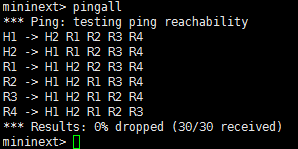 mininext> pingall
*** Ping: testing ping reachability
H1 -> H2 R1 R2 R3 R4
H2 -> H1 R1 R2 R3 R4
R1 -> H1 H2 R2 R3 R4
R2 -> H1 H2 R1 R3 R4
R3 -> H1 H2 R1 R2 R4
R4 -> H1 H2 R1 R2 R3
*** Results: 0% dropped (30/30 received)
mininext>